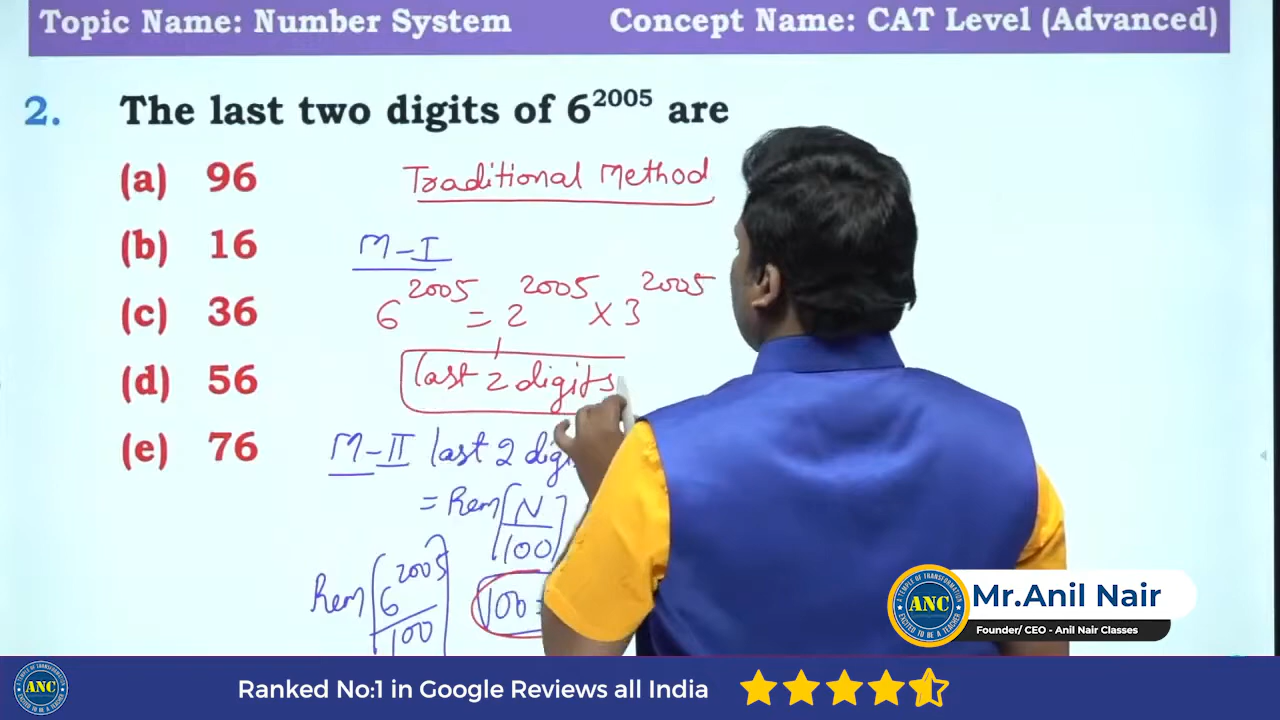 Topic Name: Number System Concept Name: CAT Level (Advanced)
2. The last two digits of 6^2005 are
(a) 96
(b) 16
(c) 36
(d) 56
(e) 76
Traditional Method
M-I
6^2005 = 2^2005 × 3^2005
last 2 digits
M-II last 2 digi
= Rem[N/100]
Rem[6^2005/100]
100 =
ANC
Mr.Anil Nair
Founder/ CEO - Anil Nair Classes
ANC
Ranked No:1 in Google Reviews all India